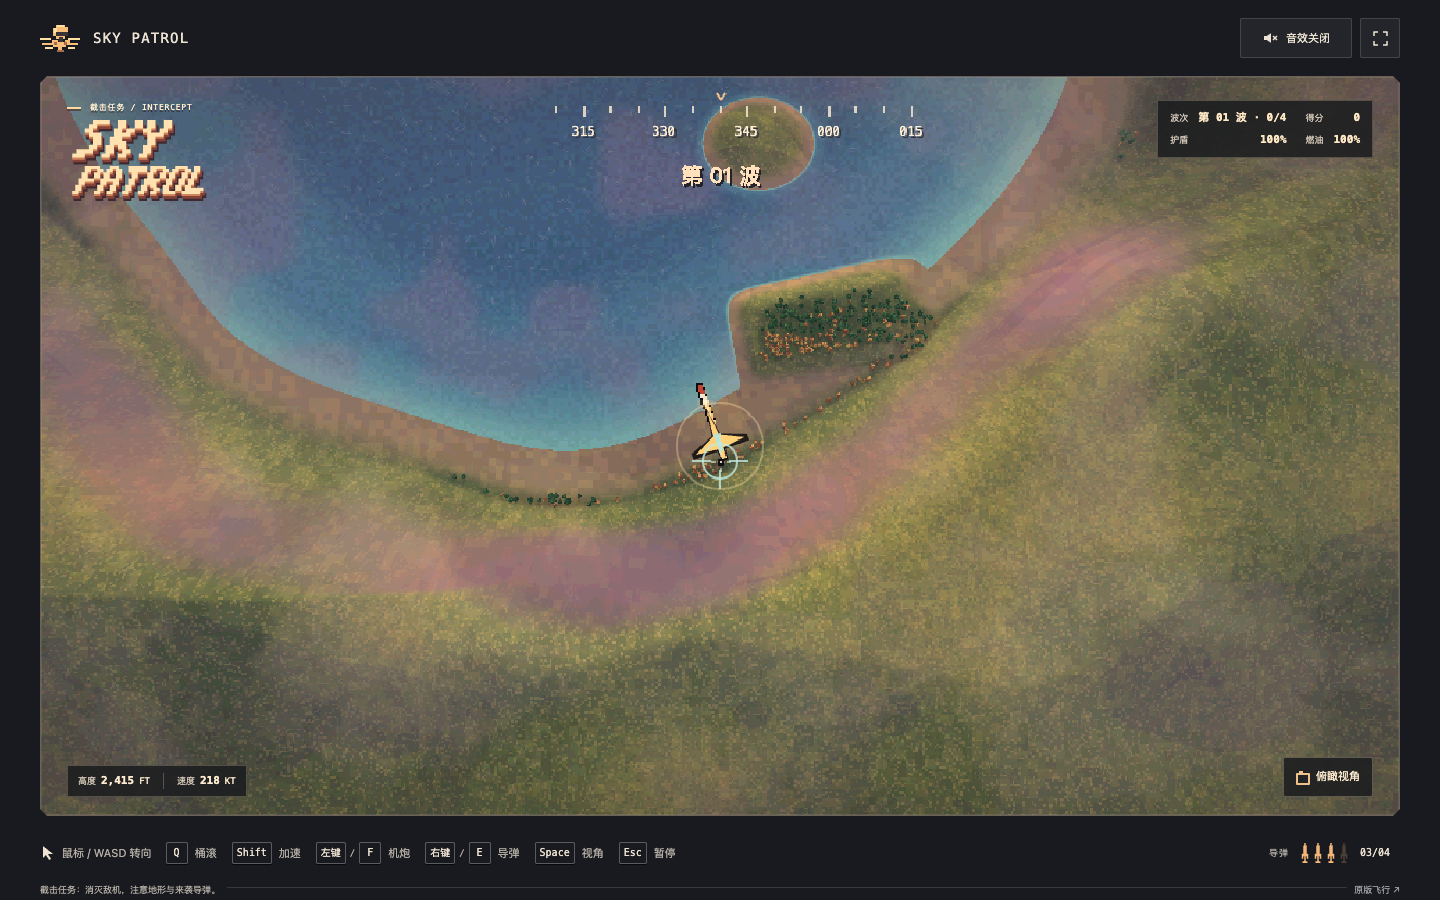 SKY PATROL
音效关闭
截击任务 / INTERCEPT
SKY
PATROL
315 330 345 000 015
第 01 波
波次 第 01 波 · 0/4 得分 0
护盾 100% 燃油 100%
高度 2,415 FT 速度 218 KT
俯瞰视角
鼠标 / WASD 转向 Q 桶滚 Shift 加速 左键 / F 机炮 右键 / E 导弹 Space 视角 Esc 暂停
导弹 03/04
截击任务：消灭敌机，注意地形与来袭导弹。
原版飞行 ↗